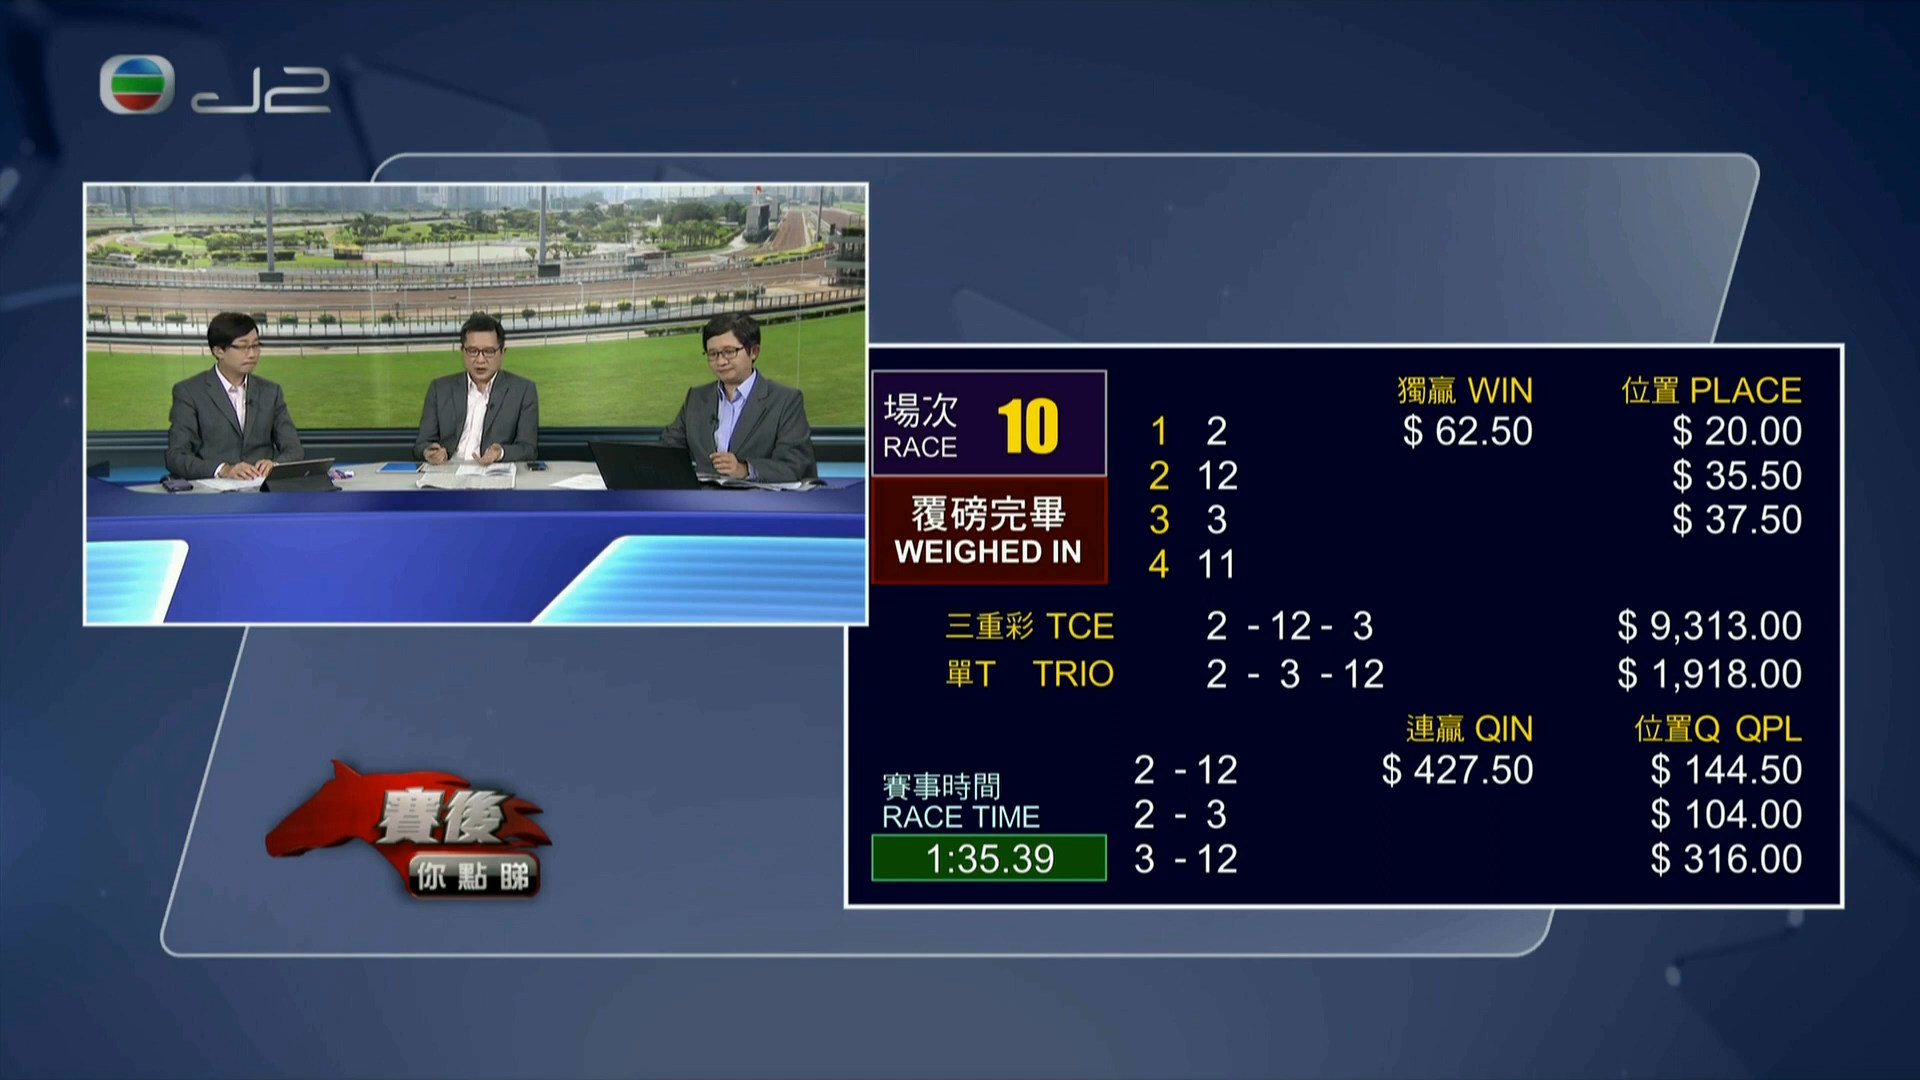 J2
場次
RACE 10
覆磅完畢
WEIGHED IN
獨贏 WIN 位置 PLACE
1 2 $ 62.50 $ 20.00
2 12 $ 35.50
3 3 $ 37.50
4 11
三重彩 TCE 2 - 12 - 3 $ 9,313.00
單T TRIO 2 - 3 - 12 $ 1,918.00
連贏 QIN 位置Q QPL
2 - 12 $ 427.50 $ 144.50
2 - 3 $ 104.00
3 - 12 $ 316.00
賽事時間
RACE TIME
1:35.39
賽後
你點睇